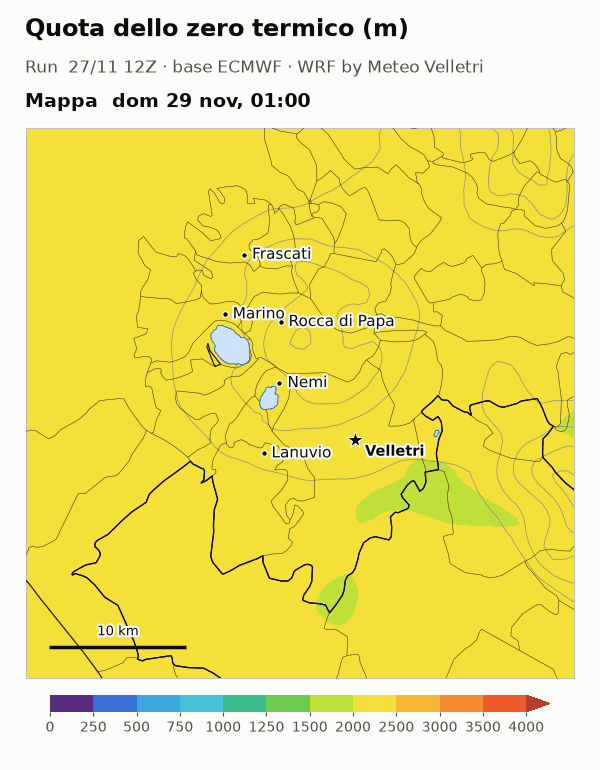 Quota dello zero termico (m)
Run  27/11 12Z · base ECMWF · WRF by Meteo Velletri
Mappa  dom 29 nov, 01:00
Frascati
Marino
Rocca di Papa
Nemi
Velletri
Lanuvio
10 km
0 250 500 750 1000 1250 1500 2000 2500 3000 3500 4000